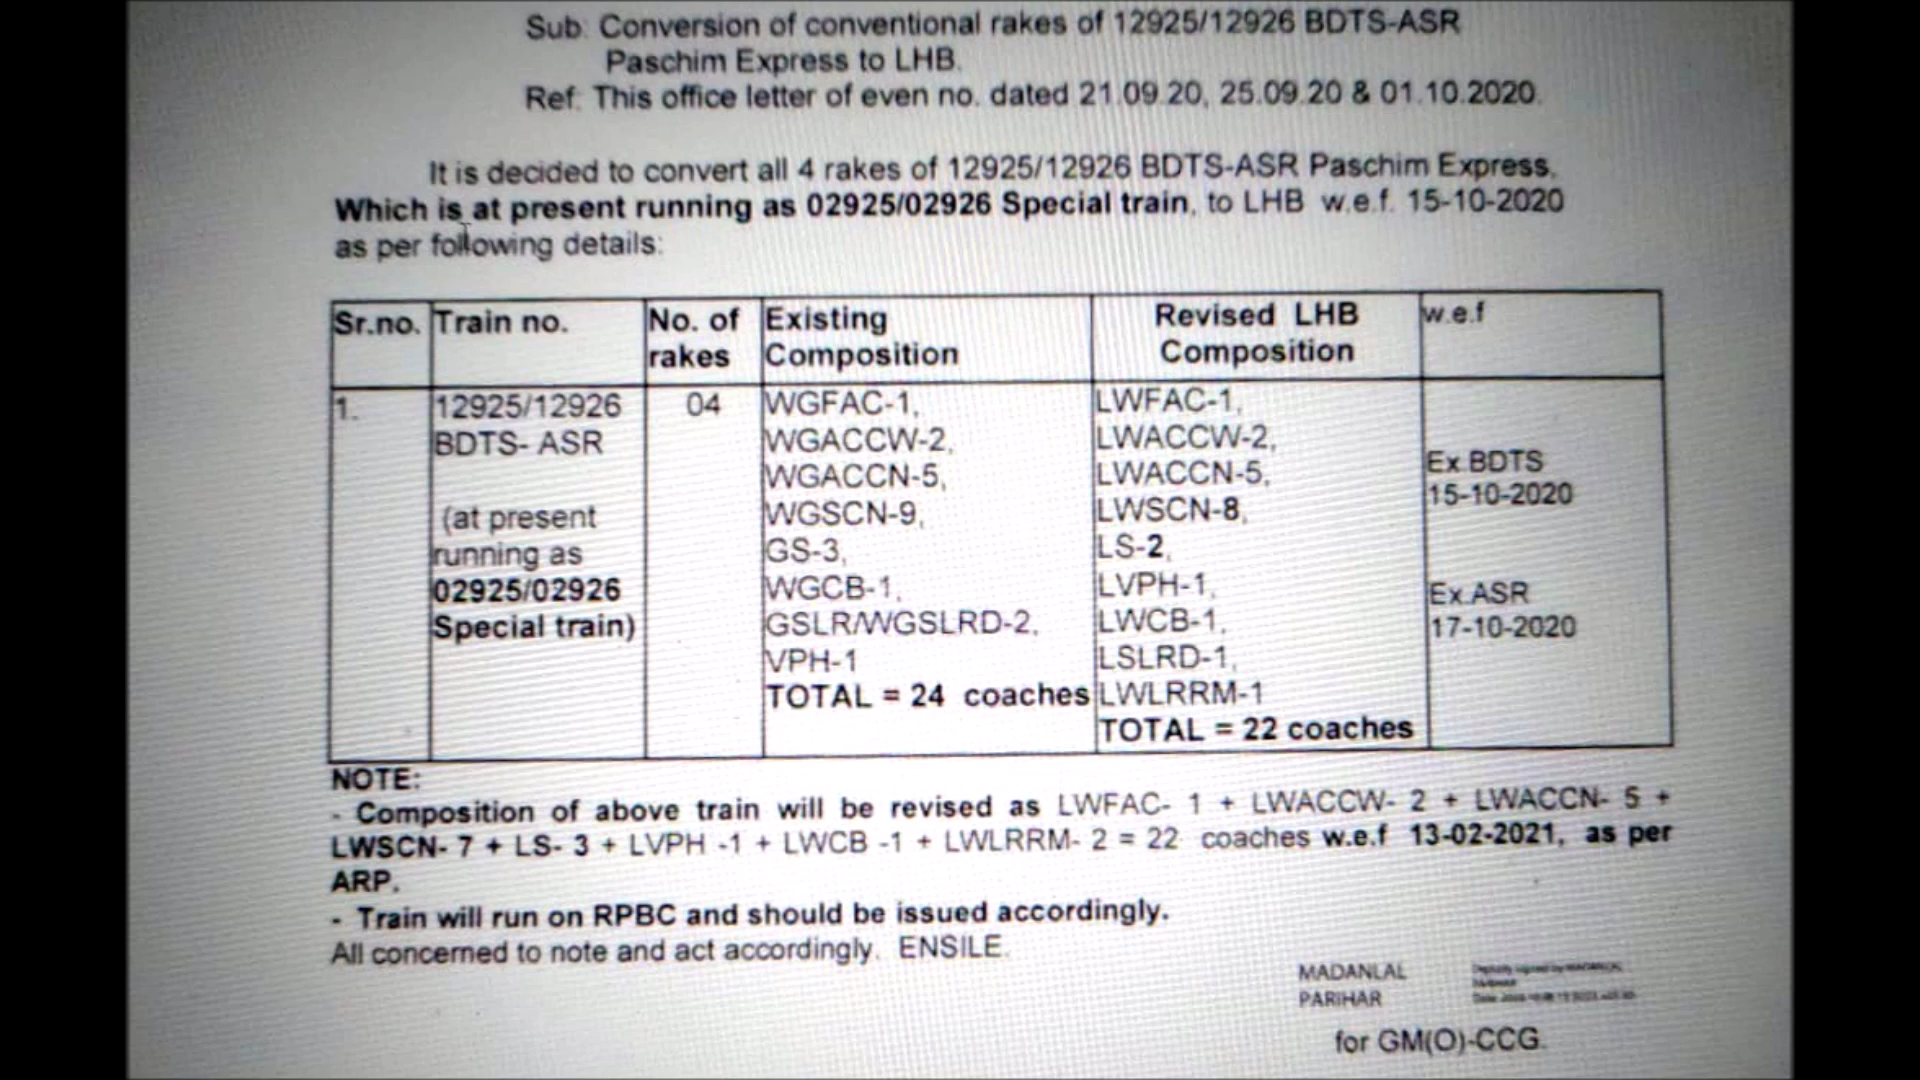 Sub: Conversion of conventional rakes of 12925/12926 BDTS-ASR
Paschim Express to LHB.
Ref: This office letter of even no. dated 21.09.20, 25.09.20 & 01.10.2020.
It is decided to convert all 4 rakes of 12925/12926 BDTS-ASR Paschim Express.
Which is at present running as 02925/02926 Special train, to LHB w.e.f. 15-10-2020
as per following details:
Sr.no. Train no. No. of rakes Existing Composition Revised LHB Composition w.e.f
1.
12925/12926
BDTS- ASR
(at present
running as
02925/02926
Special train)
04
WGFAC-1,
WGACCW-2,
WGACCN-5,
WGSCN-9,
GS-3,
WGCB-1,
GSLR/WGSLRD-2,
VPH-1
TOTAL = 24 coaches
LWFAC-1,
LWACCW-2,
LWACCN-5,
LWSCN-8,
LS-2,
LVPH-1,
LWCB-1,
LSLRD-1,
LWLRRM-1
TOTAL = 22 coaches
Ex.BDTS
15-10-2020
Ex.ASR
17-10-2020
NOTE:
- Composition of above train will be revised as LWFAC- 1 + LWACCW- 2 + LWACCN- 5 +
LWSCN- 7 + LS- 3 + LVPH -1 + LWCB -1 + LWLRRM- 2 = 22 coaches w.e.f 13-02-2021, as per
ARP.
- Train will run on RPBC and should be issued accordingly.
All concerned to note and act accordingly. ENSILE.
MADANLAL
PARIHAR
for GM(O)-CCG.